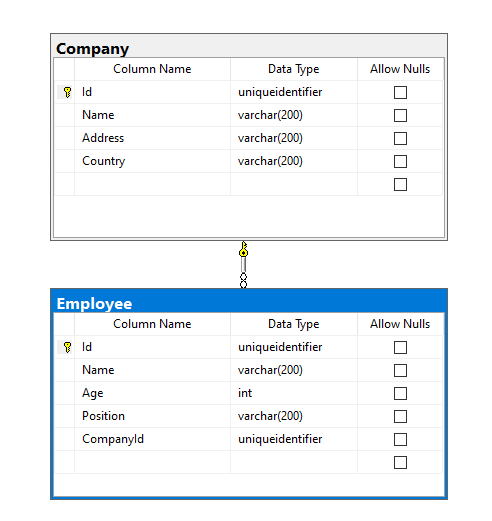 Company
Column Name Data Type Allow Nulls
Id uniqueidentifier
Name varchar(200)
Address varchar(200)
Country varchar(200)
Employee
Column Name Data Type Allow Nulls
Id uniqueidentifier
Name varchar(200)
Age int
Position varchar(200)
CompanyId uniqueidentifier